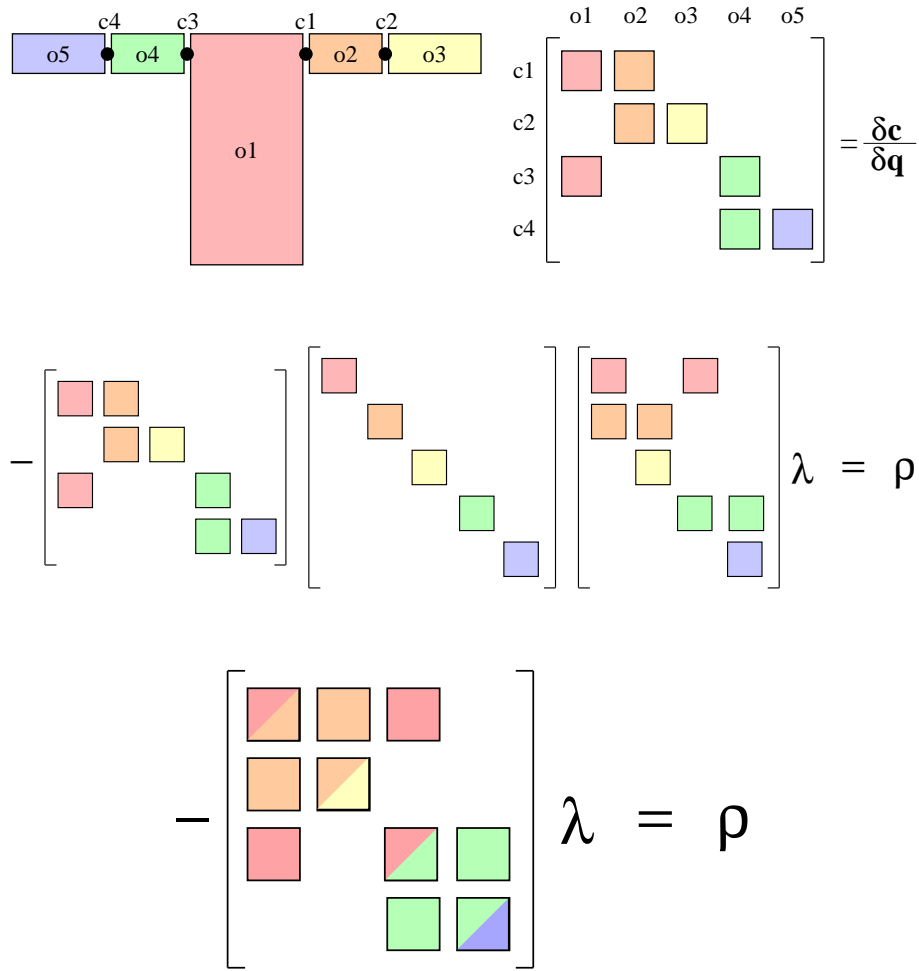 c4 c3 c1 c2
o5 o4 o2 o3
o1
o1 o2 o3 o4 o5
c1
c2
c3
c4
= δc
δq
− λ = ρ
− λ = ρ